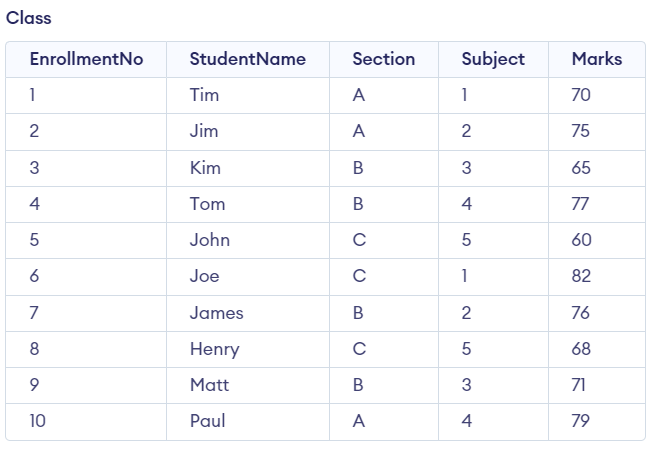 Class
EnrollmentNo StudentName Section Subject Marks
1 Tim A 1 70
2 Jim A 2 75
3 Kim B 3 65
4 Tom B 4 77
5 John C 5 60
6 Joe C 1 82
7 James B 2 76
8 Henry C 5 68
9 Matt B 3 71
10 Paul A 4 79